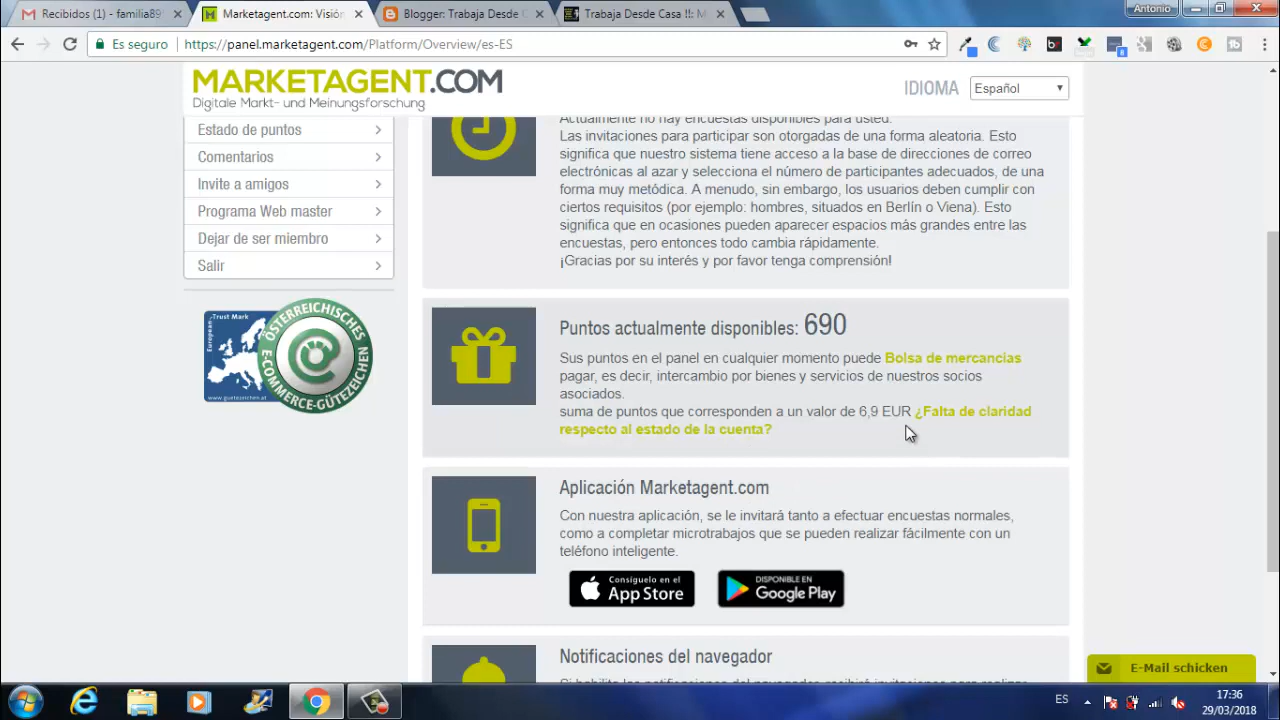 Recibidos (1) - familia89
Marketagent.com: Visión
Blogger: Trabaja Desde C
Trabaja Desde Casa !!: M
Antonio
Es seguro
https://panel.marketagent.com/Platform/Overview/es-ES
MARKETAGENT.COM
Digitale Markt- und Meinungsforschung
IDIOMA
Español
Estado de puntos
Comentarios
Invite a amigos
Programa Web master
Dejar de ser miembro
Salir
Trust Mark
European
www.guetezeichen.at
ÖSTERREICHISCHES
E-COMMERCE-GÜTEZEICHEN
Actualmente no hay encuestas disponibles para usted.
Las invitaciones para participar son otorgadas de una forma aleatoria. Esto
significa que nuestro sistema tiene acceso a la base de direcciones de correo
electrónicas al azar y selecciona el número de participantes adecuados, de una
forma muy metódica. A menudo, sin embargo, los usuarios deben cumplir con
ciertos requisitos (por ejemplo: hombres, situados en Berlín o Viena). Esto
significa que en ocasiones pueden aparecer espacios más grandes entre las
encuestas, pero entonces todo cambia rápidamente.
¡Gracias por su interés y por favor tenga comprensión!
Puntos actualmente disponibles: 690
Sus puntos en el panel en cualquier momento puede Bolsa de mercancias
pagar, es decir, intercambio por bienes y servicios de nuestros socios
asociados.
suma de puntos que corresponden a un valor de 6,9 EUR ¿Falta de claridad
respecto al estado de la cuenta?
Aplicación Marketagent.com
Con nuestra aplicación, se le invitará tanto a efectuar encuestas normales,
como a completar microtrabajos que se pueden realizar fácilmente con un
teléfono inteligente.
Consíguelo en el
App Store
DISPONIBLE EN
Google Play
Notificaciones del navegador
E-Mail schicken
ES
17:36
29/03/2018